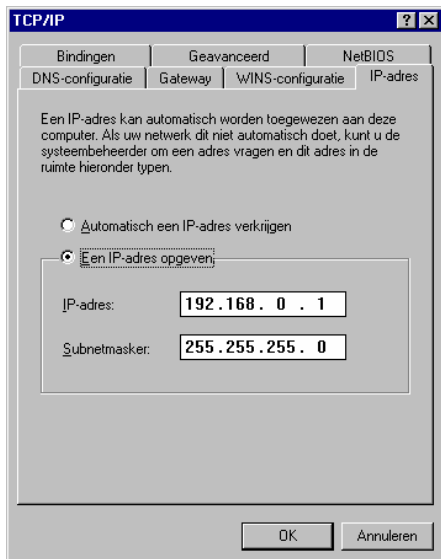 TCP/IP
Bindingen Geavanceerd NetBIOS
DNS-configuratie Gateway WINS-configuratie IP-adres
Een IP-adres kan automatisch worden toegewezen aan deze
computer. Als uw netwerk dit niet automatisch doet, kunt u de
systeembeheerder om een adres vragen en dit adres in de
ruimte hieronder typen.
Automatisch een IP-adres verkrijgen
Een IP-adres opgeven
IP-adres: 192.168. 0 . 1
Subnetmasker: 255.255.255. 0
OK Annuleren